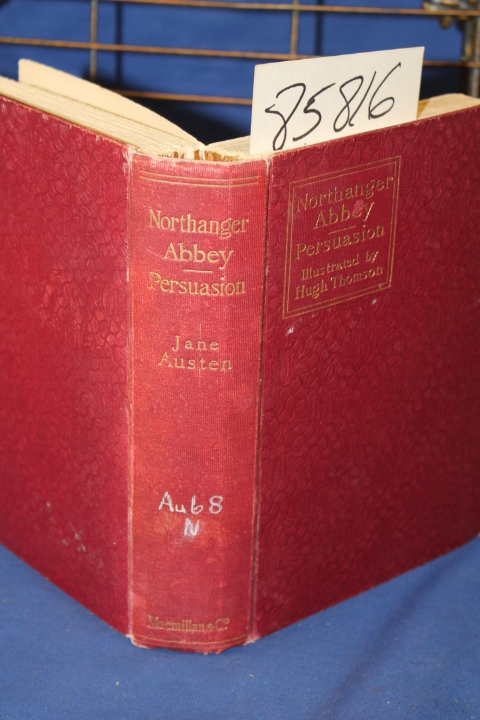 85816
Northanger
Abbey
Persuasion
Jane
Austen
Au68
N
Macmillan & Co
Northanger
Abbey
Persuasion
Illustrated by
Hugh Thomson